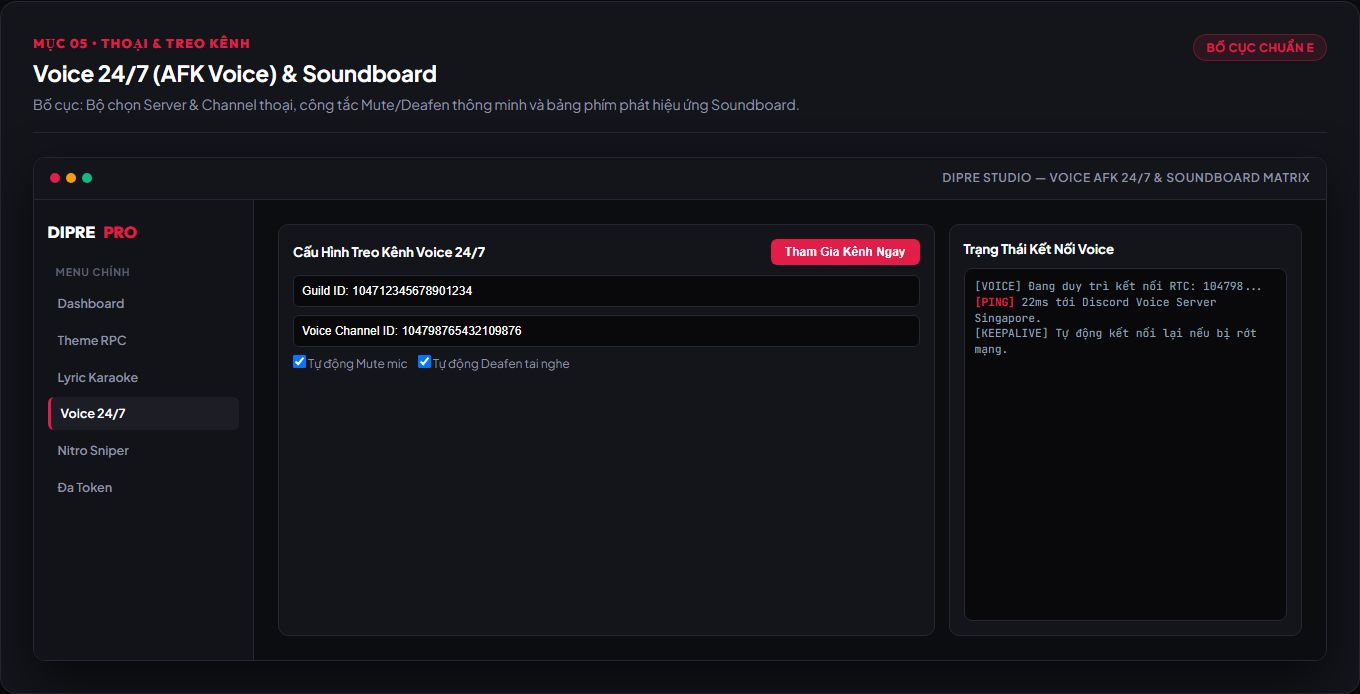 MỤC 05 • THOẠI & TREO KÊNH
BỐ CỤC CHUẨN E
Voice 24/7 (AFK Voice) & Soundboard
Bố cục: Bộ chọn Server & Channel thoại, công tắc Mute/Deafen thông minh và bảng phím phát hiệu ứng Soundboard.
DIPRE STUDIO — VOICE AFK 24/7 & SOUNDBOARD MATRIX
DIPRE PRO
MENU CHÍNH
Dashboard
Theme RPC
Lyric Karaoke
Voice 24/7
Nitro Sniper
Đa Token
Cấu Hình Treo Kênh Voice 24/7
Tham Gia Kênh Ngay
Guild ID: 104712345678901234
Voice Channel ID: 104798765432109876
Tự động Mute mic
Tự động Deafen tai nghe
Trạng Thái Kết Nối Voice
[VOICE] Đang duy trì kết nối RTC: 104798...
[PING] 22ms tới Discord Voice Server
Singapore.
[KEEPALIVE] Tự động kết nối lại nếu bị rớt
mạng.